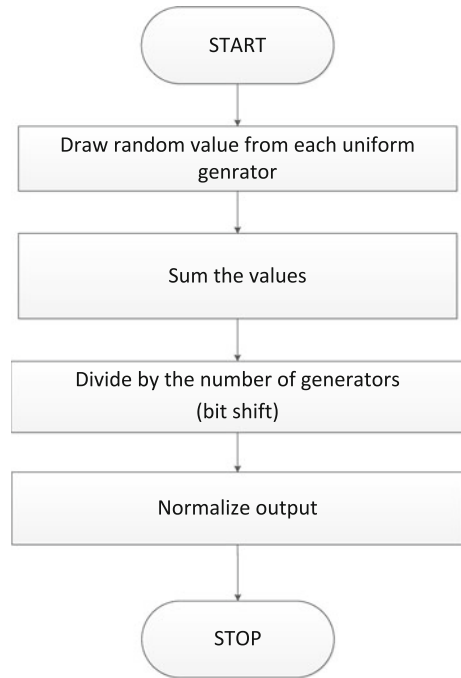 START
Draw random value from each uniform
genrator
Sum the values
Divide by the number of generators
(bit shift)
Normalize output
STOP